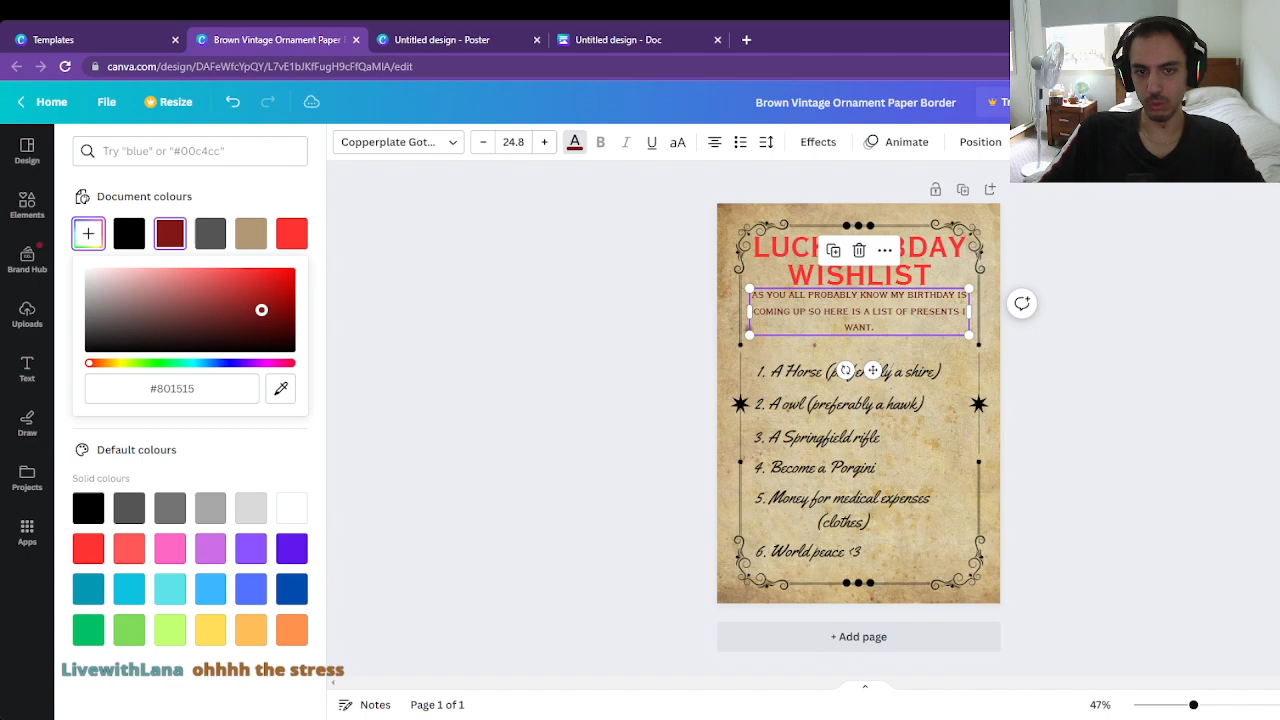 Templates
Brown Vintage Ornament Paper
Untitled design - Poster
Untitled design - Doc
canva.com/design/DAFeWfcYpQY/L7vE1bJKfFugH9cFfQaMIA/edit
Home
File
Resize
Brown Vintage Ornament Paper Border
Design
Elements
Brand Hub
Uploads
Text
Draw
Projects
Apps
Try "blue" or "#00c4cc"
Document colours
#801515
Default colours
Solid colours
Copperplate Got...
24.8
A
B
I
U
aA
Effects
Animate
Position
WISHLIST
AS YOU ALL PROBABLY KNOW MY BIRTHDAY IS
COMING UP SO HERE IS A LIST OF PRESENTS I
WANT.
1. A Horse (preferably a shire)
2. A owl (preferably a hawk)
3. A Springfield rifle
4. Become a Porgini
5. Money for medical expenses
(clothes)
6. World peace <3
+ Add page
LivewithLana ohhhh the stress
Notes
Page 1 of 1
47%